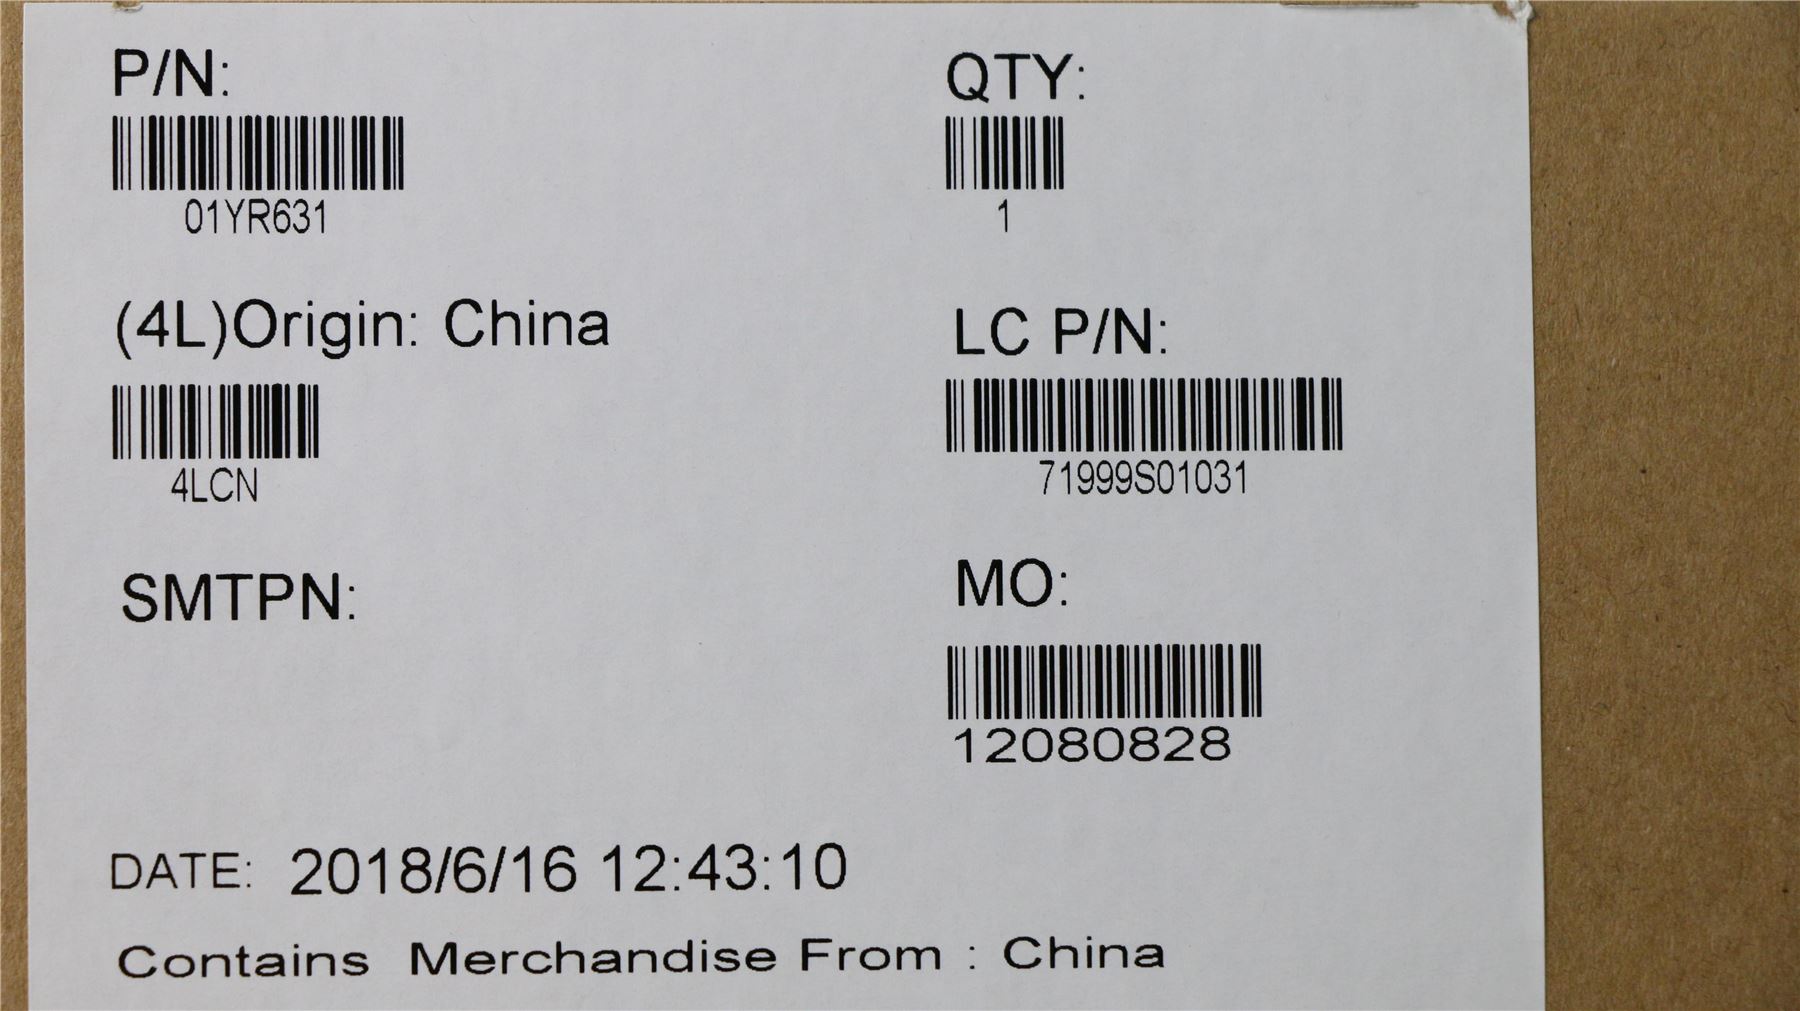 P/N:
QTY:
01YR631
1
(4L)Origin: China
LC P/N:
4LCN
71999S01031
SMTPN:
MO:
12080828
DATE: 2018/6/16 12:43:10
Contains Merchandise From : China